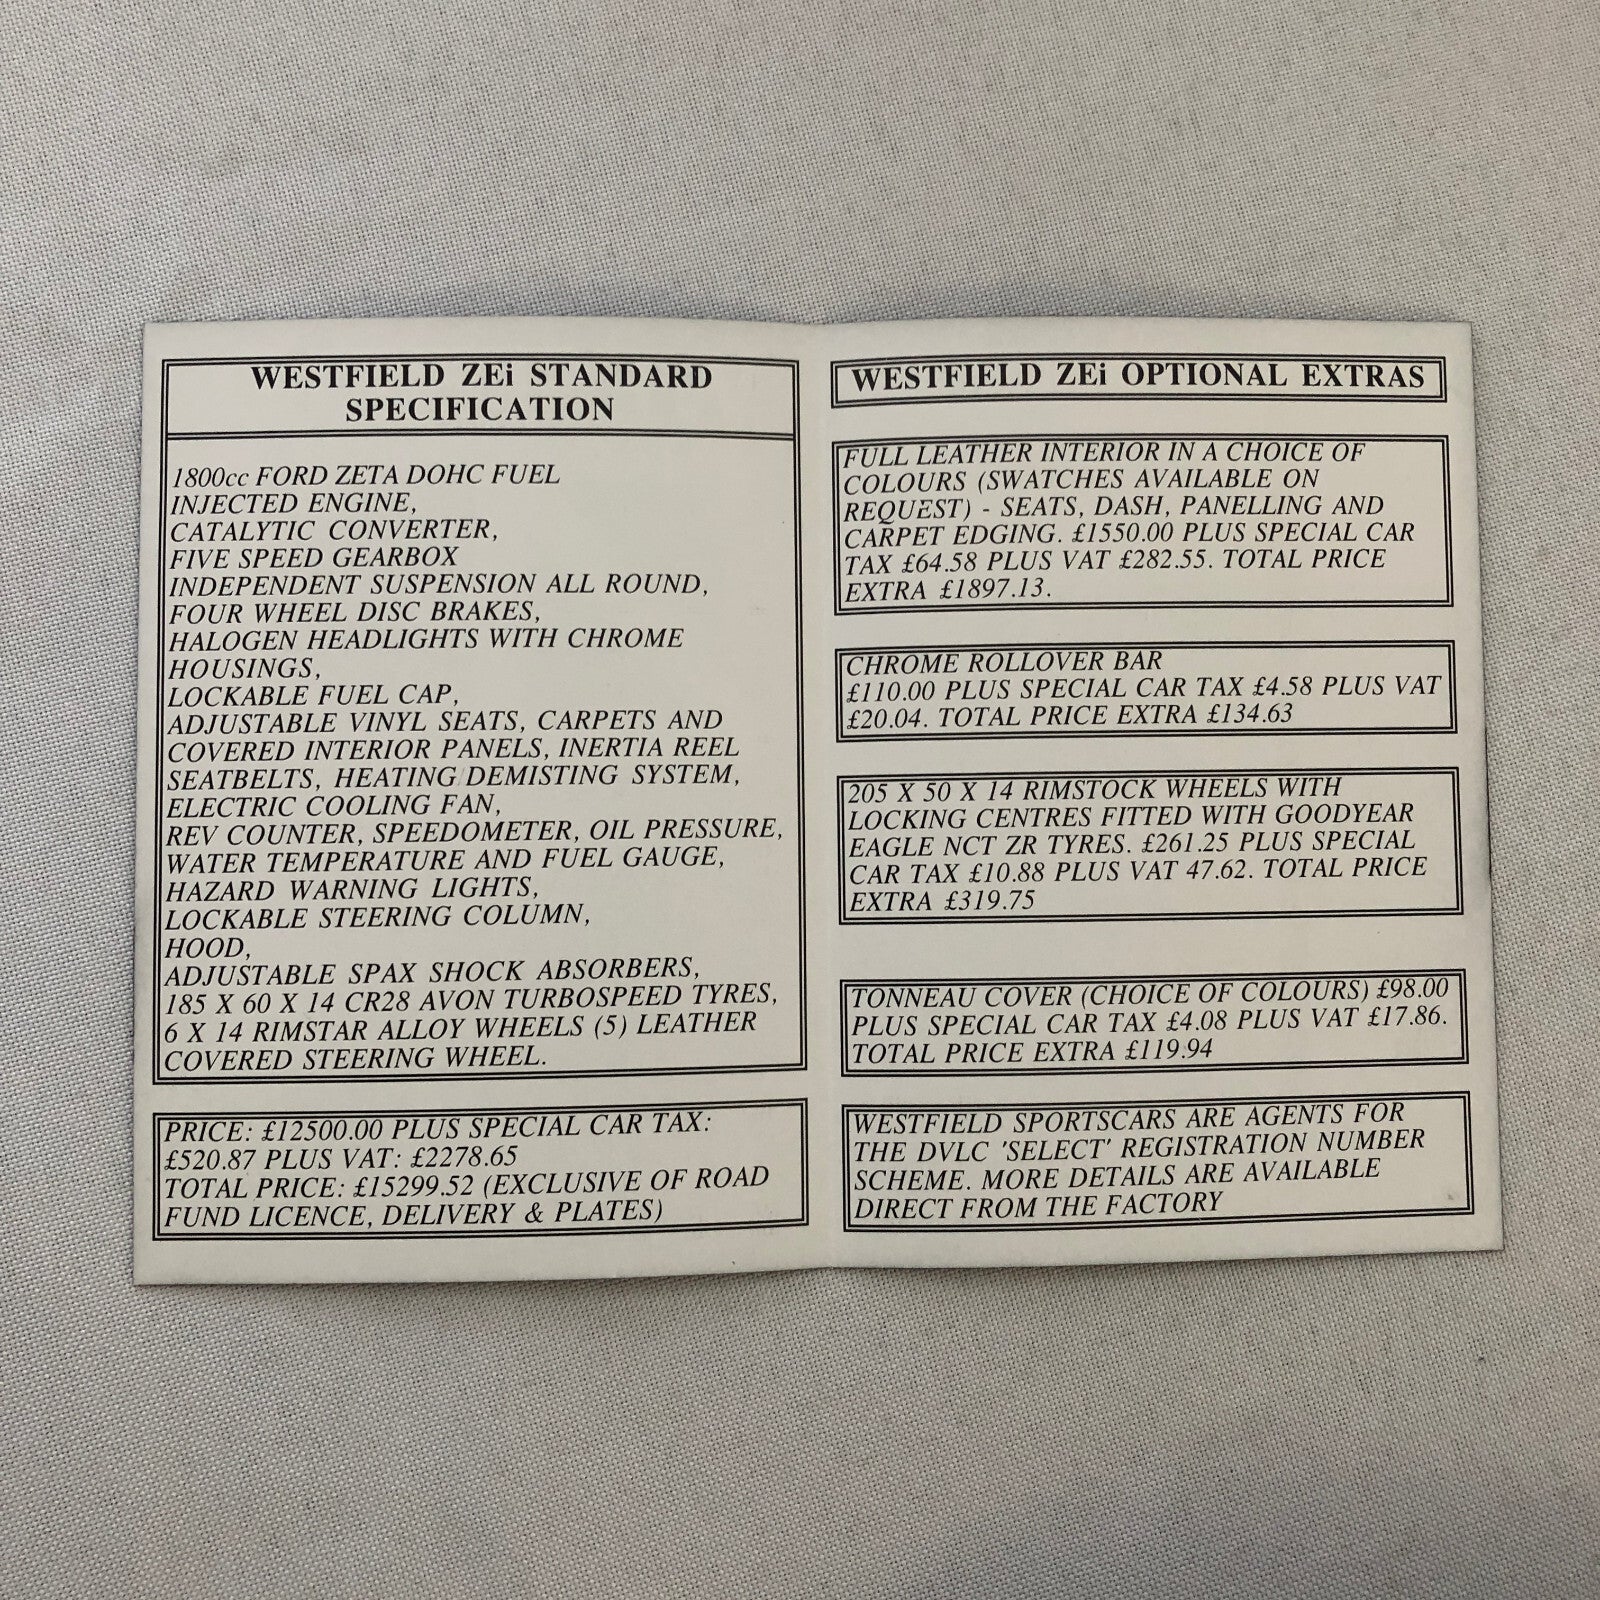 WESTFIELD ZEi STANDARD
SPECIFICATION
1800cc FORD ZETA DOHC FUEL
INJECTED ENGINE,
CATALYTIC CONVERTER,
FIVE SPEED GEARBOX
INDEPENDENT SUSPENSION ALL ROUND,
FOUR WHEEL DISC BRAKES,
HALOGEN HEADLIGHTS WITH CHROME
HOUSINGS,
LOCKABLE FUEL CAP,
ADJUSTABLE VINYL SEATS, CARPETS AND
COVERED INTERIOR PANELS, INERTIA REEL
SEATBELTS, HEATING/DEMISTING SYSTEM,
ELECTRIC COOLING FAN,
REV COUNTER, SPEEDOMETER, OIL PRESSURE,
WATER TEMPERATURE AND FUEL GAUGE,
HAZARD WARNING LIGHTS,
LOCKABLE STEERING COLUMN,
HOOD,
ADJUSTABLE SPAX SHOCK ABSORBERS,
185 X 60 X 14 CR28 AVON TURBOSPEED TYRES,
6 X 14 RIMSTAR ALLOY WHEELS (5) LEATHER
COVERED STEERING WHEEL.
PRICE: £12500.00 PLUS SPECIAL CAR TAX:
£520.87 PLUS VAT: £2278.65
TOTAL PRICE: £15299.52 (EXCLUSIVE OF ROAD
FUND LICENCE, DELIVERY & PLATES)
WESTFIELD ZEi OPTIONAL EXTRAS
FULL LEATHER INTERIOR IN A CHOICE OF
COLOURS (SWATCHES AVAILABLE ON
REQUEST) - SEATS, DASH, PANELLING AND
CARPET EDGING. £1550.00 PLUS SPECIAL CAR
TAX £64.58 PLUS VAT £282.55. TOTAL PRICE
EXTRA £1897.13.
CHROME ROLLOVER BAR
£110.00 PLUS SPECIAL CAR TAX £4.58 PLUS VAT
£20.04. TOTAL PRICE EXTRA £134.63
205 X 50 X 14 RIMSTOCK WHEELS WITH
LOCKING CENTRES FITTED WITH GOODYEAR
EAGLE NCT ZR TYRES. £261.25 PLUS SPECIAL
CAR TAX £10.88 PLUS VAT 47.62. TOTAL PRICE
EXTRA £319.75
TONNEAU COVER (CHOICE OF COLOURS) £98.00
PLUS SPECIAL CAR TAX £4.08 PLUS VAT £17.86.
TOTAL PRICE EXTRA £119.94
WESTFIELD SPORTSCARS ARE AGENTS FOR
THE DVLC 'SELECT' REGISTRATION NUMBER
SCHEME. MORE DETAILS ARE AVAILABLE
DIRECT FROM THE FACTORY